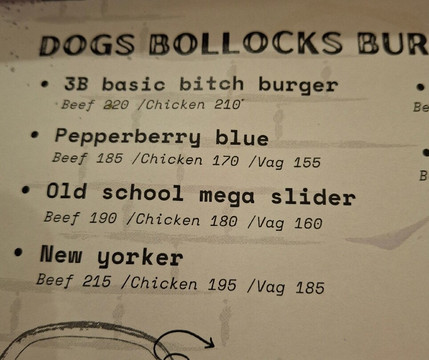 DOGS BOLLOCKS BUR
• 3B basic bitch burger
Beef 220 /Chicken 210
• Pepperberry blue
Beef 185 /Chicken 170 /Vag 155
• Old school mega slider
Beef 190 /Chicken 180 /Vag 160
• New yorker
Beef 215 /Chicken 195 /Vag 185
• Be
• B